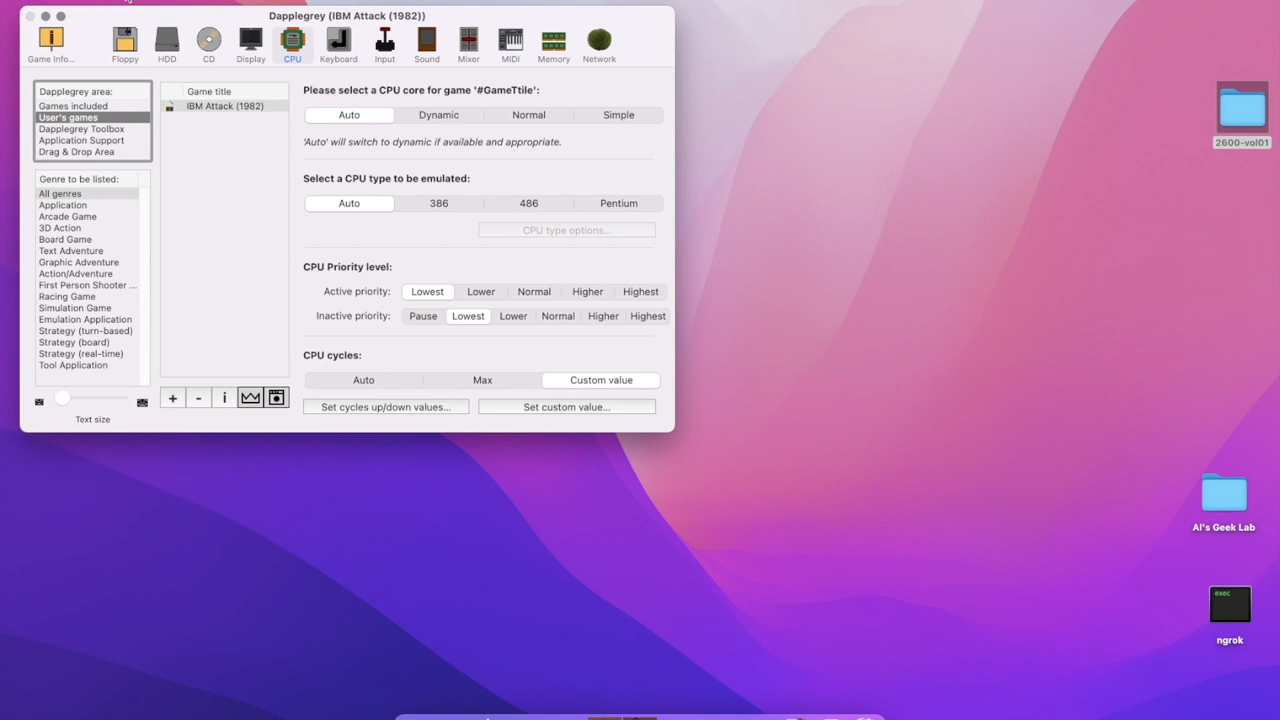 Dapplegrey (IBM Attack (1982))
Game Info...
Floppy
HDD
CD
Display
CPU
Keyboard
Input
Sound
Mixer
MIDI
Memory
Network
Dapplegrey area:
Games included
User's games
Dapplegrey Toolbox
Application Support
Drag & Drop Area
Genre to be listed:
All genres
Application
Arcade Game
3D Action
Board Game
Text Adventure
Graphic Adventure
Action/Adventure
First Person Shooter ...
Racing Game
Simulation Game
Emulation Application
Strategy (turn-based)
Strategy (board)
Strategy (real-time)
Tool Application
Text size
Game title
IBM Attack (1982)
+ - i
Please select a CPU core for game '#GameTtile':
Auto Dynamic Normal Simple
'Auto' will switch to dynamic if available and appropriate.
Select a CPU type to be emulated:
Auto 386 486 Pentium
CPU type options...
CPU Priority level:
Active priority: Lowest Lower Normal Higher Highest
Inactive priority: Pause Lowest Lower Normal Higher Highest
CPU cycles:
Auto Max Custom value
Set cycles up/down values... Set custom value...
2600-vol01
Al's Geek Lab
exec
ngrok